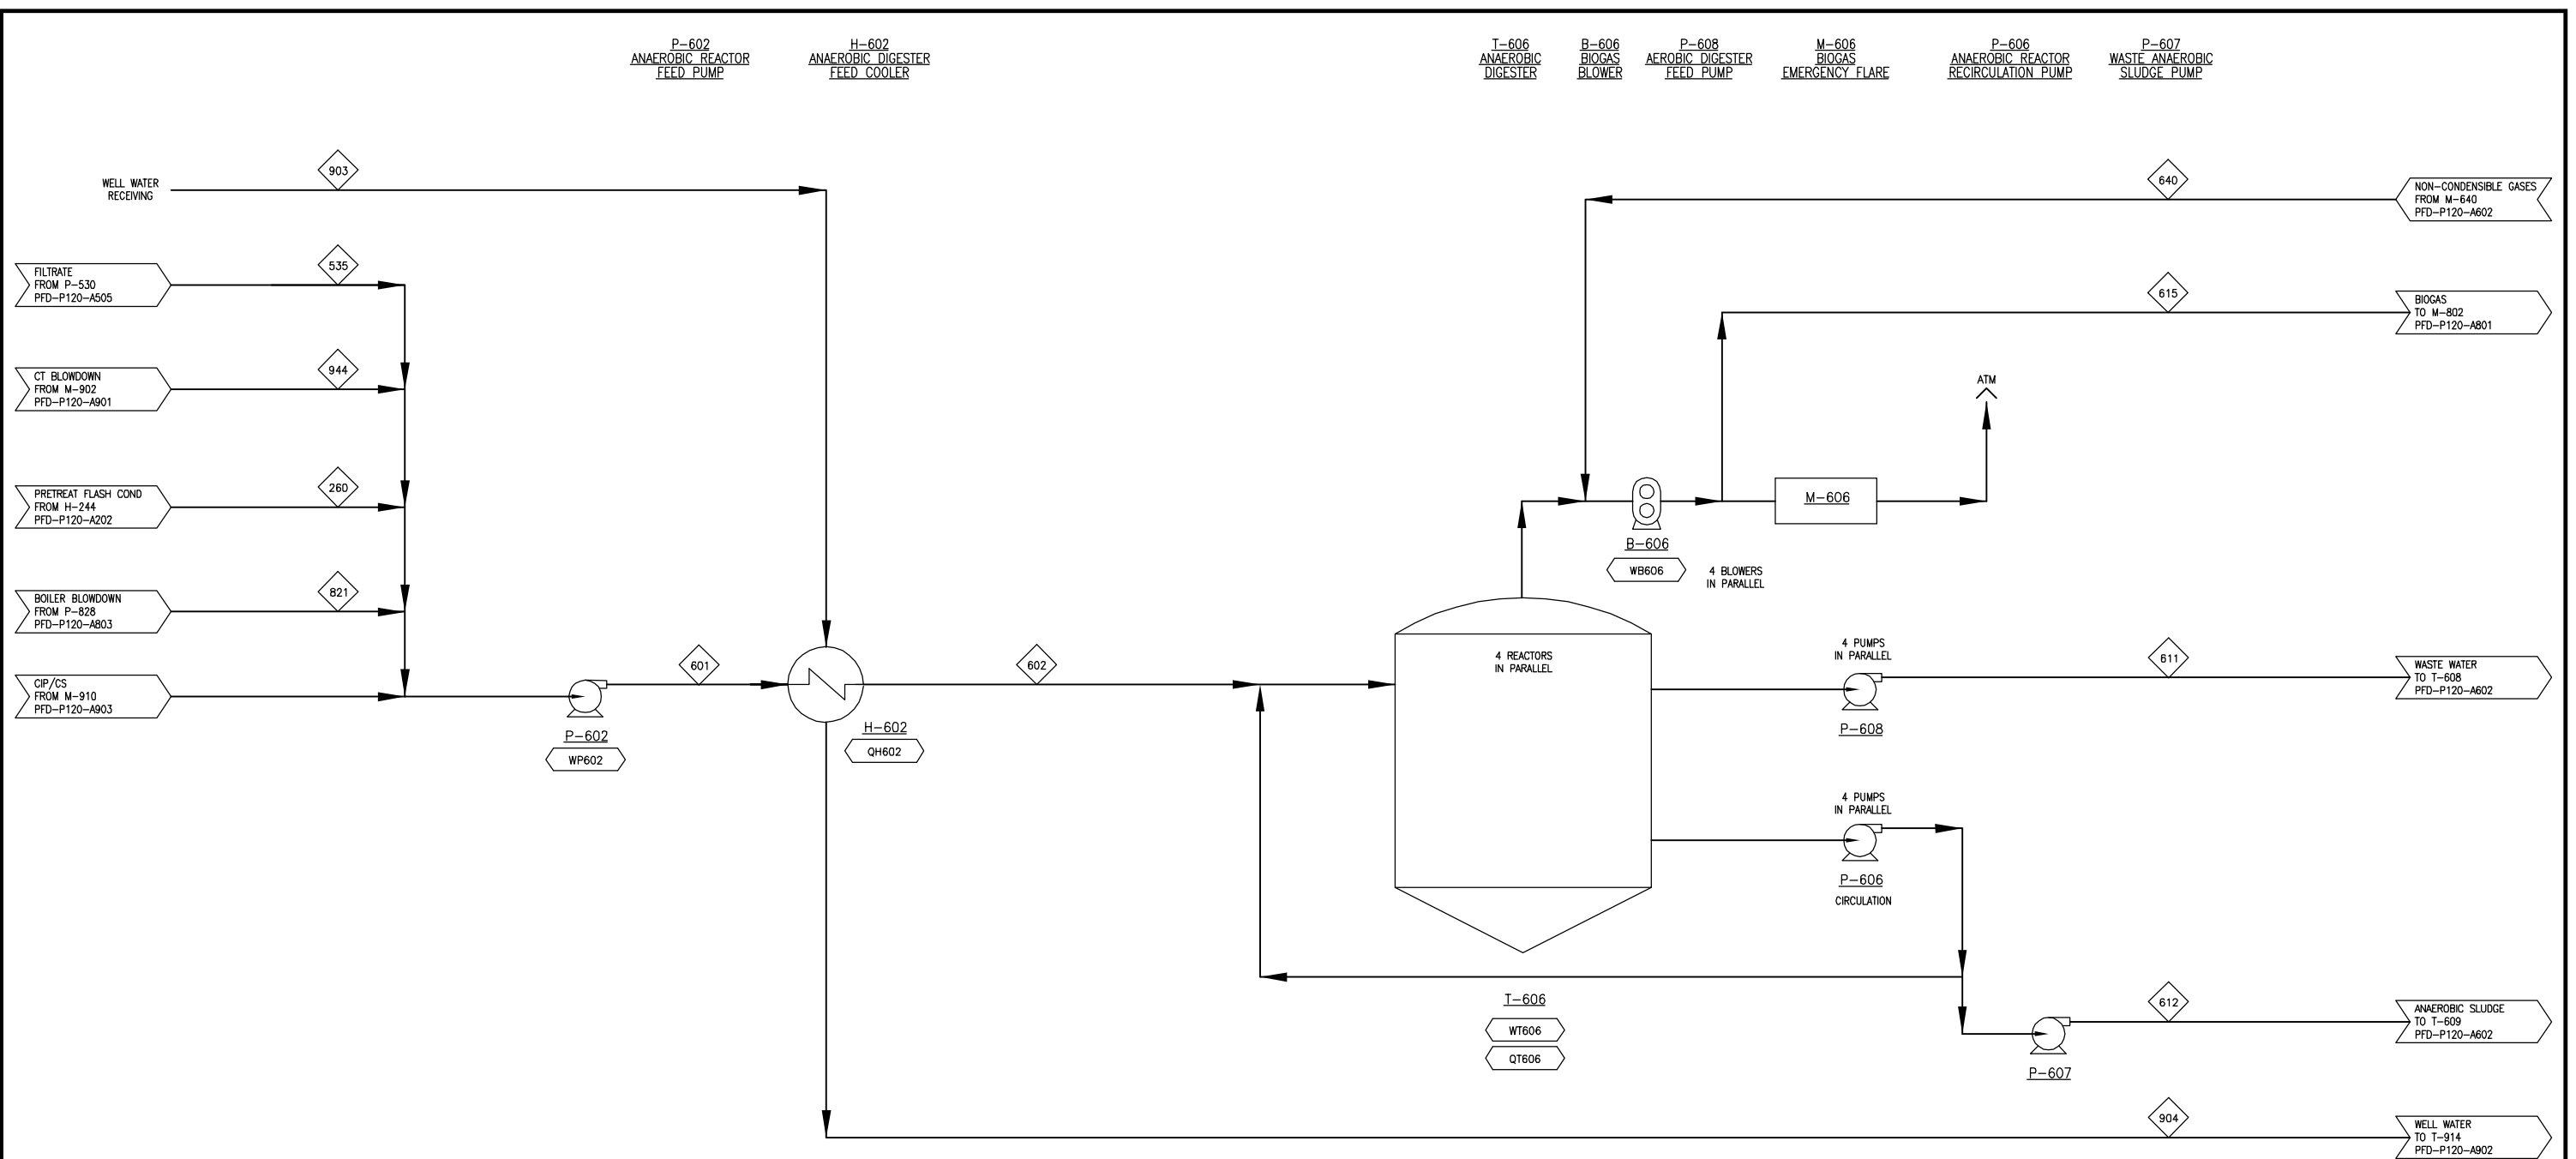 P-602
ANAEROBIC REACTOR
FEED PUMP
H-602
ANAEROBIC DIGESTER
FEED COOLER
T-606
ANAEROBIC
DIGESTER
B-606
BIOGAS
BLOWER
P-608
AEROBIC DIGESTER
FEED PUMP
M-606
BIOGAS
EMERGENCY FLARE
P-606
ANAEROBIC REACTOR
RECIRCULATION PUMP
P-607
WASTE ANAEROBIC
SLUDGE PUMP
WELL WATER
RECEIVING
903
640
NON-CONDENSIBLE GASES
FROM M-640
PFD-P120-A602
FILTRATE
FROM P-530
PFD-P120-A505
535
615
BIOGAS
TO M-802
PFD-P120-A801
CT BLOWDOWN
FROM M-902
PFD-P120-A901
944
ATM
PRETREAT FLASH COND
FROM H-244
PFD-P120-A202
260
M-606
B-606
WB606
4 BLOWERS
IN PARALLEL
BOILER BLOWDOWN
FROM P-828
PFD-P120-A803
821
CIP/CS
FROM M-910
PFD-P120-A903
601
602
4 REACTORS
IN PARALLEL
4 PUMPS
IN PARALLEL
611
WASTE WATER
TO T-608
PFD-P120-A602
P-602
WP602
H-602
QH602
P-608
4 PUMPS
IN PARALLEL
P-606
CIRCULATION
T-606
WT606
QT606
612
ANAEROBIC SLUDGE
TO T-609
PFD-P120-A602
P-607
904
WELL WATER
TO T-914
PFD-P120-A902